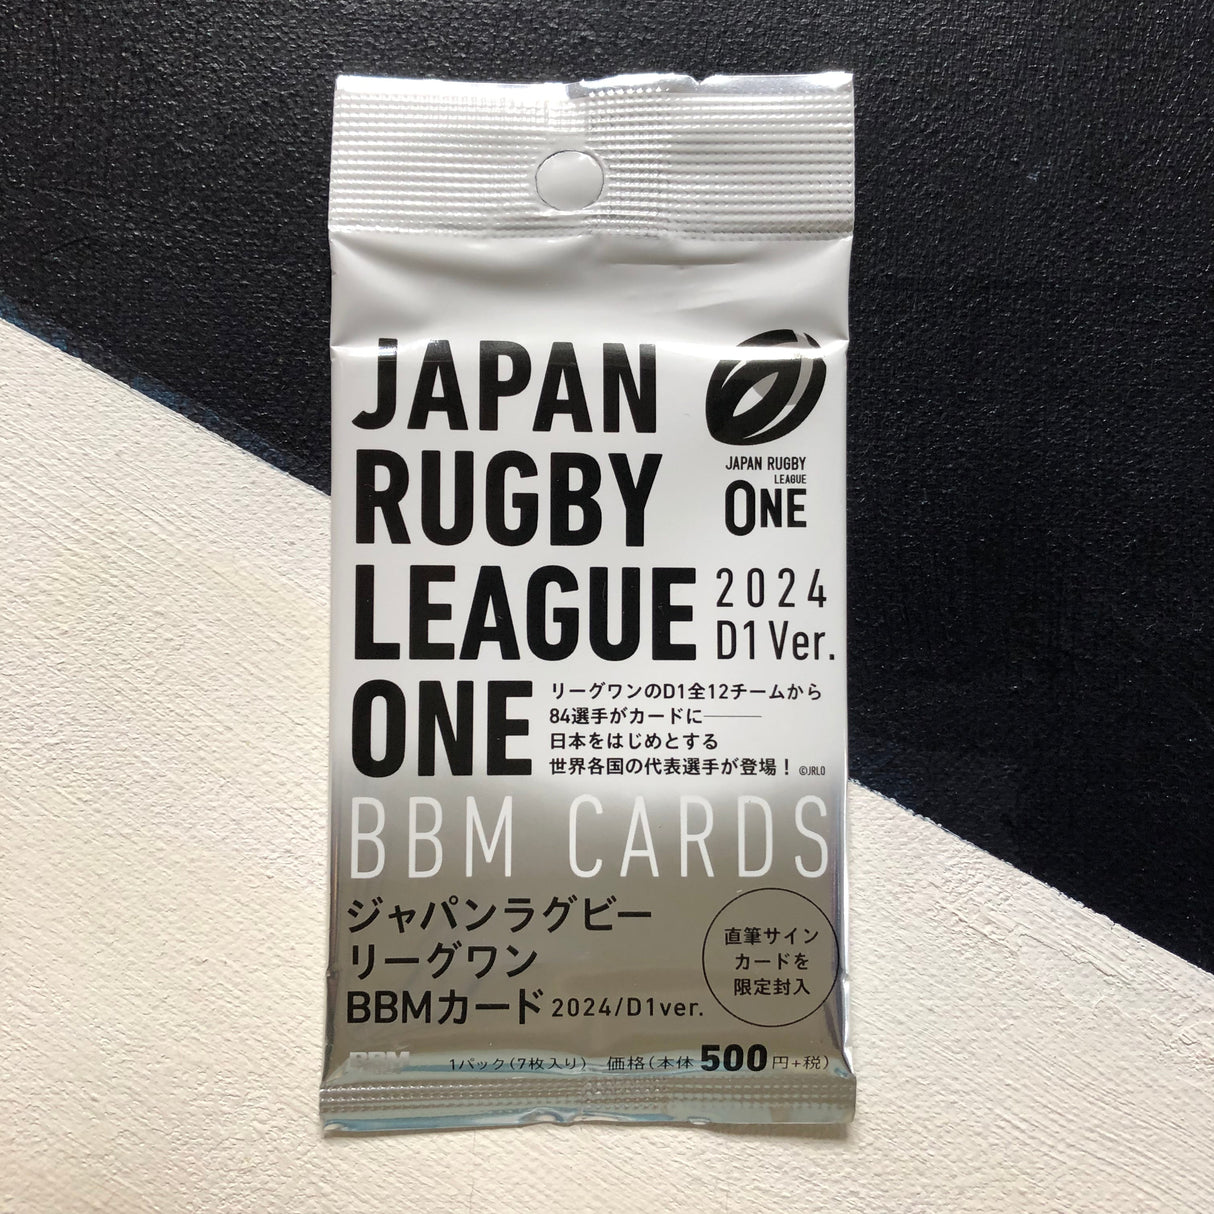 JAPAN
RUGBY
LEAGUE
ONE
JAPAN RUGBY
LEAGUE
ONE
2024
D1 Ver.
リーグワンのD1全12チームから
84選手がカードに───
日本をはじめとする
世界各国の代表選手が登場！ ©JRLO
BBM CARDS
ジャパンラグビー
リーグワン
BBMカード 2024/D1ver.
直筆サイン
カードを
限定封入
BBM
1パック(7枚入り) 価格(本体500円+税)